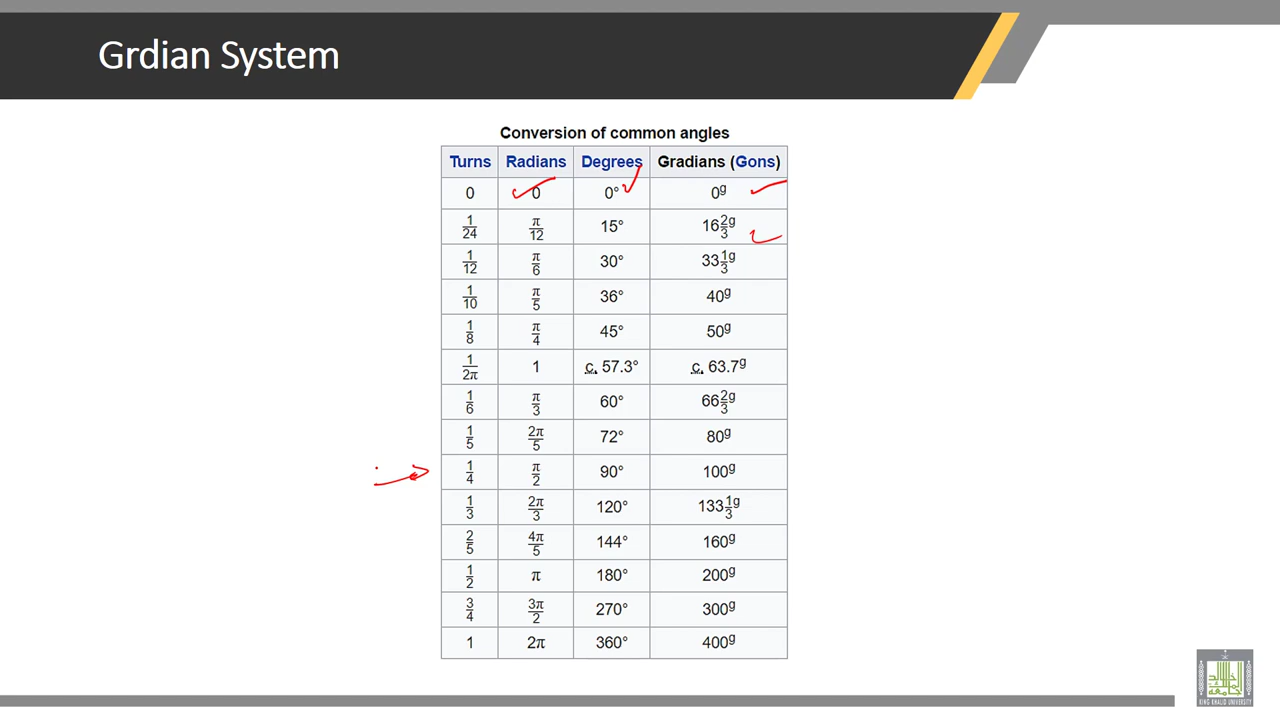 Grdian System
Conversion of common angles
Turns Radians Degrees Gradians (Gons)
0 0 0° 0ᵍ
1/24 π/12 15° 16 2/3ᵍ
1/12 π/6 30° 33 1/3ᵍ
1/10 π/5 36° 40ᵍ
1/8 π/4 45° 50ᵍ
1/2π 1 c. 57.3° c. 63.7ᵍ
1/6 π/3 60° 66 2/3ᵍ
1/5 2π/5 72° 80ᵍ
1/4 π/2 90° 100ᵍ
1/3 2π/3 120° 133 1/3ᵍ
2/5 4π/5 144° 160ᵍ
1/2 π 180° 200ᵍ
3/4 3π/2 270° 300ᵍ
1 2π 360° 400ᵍ
KING KHALID UNIVERSITY